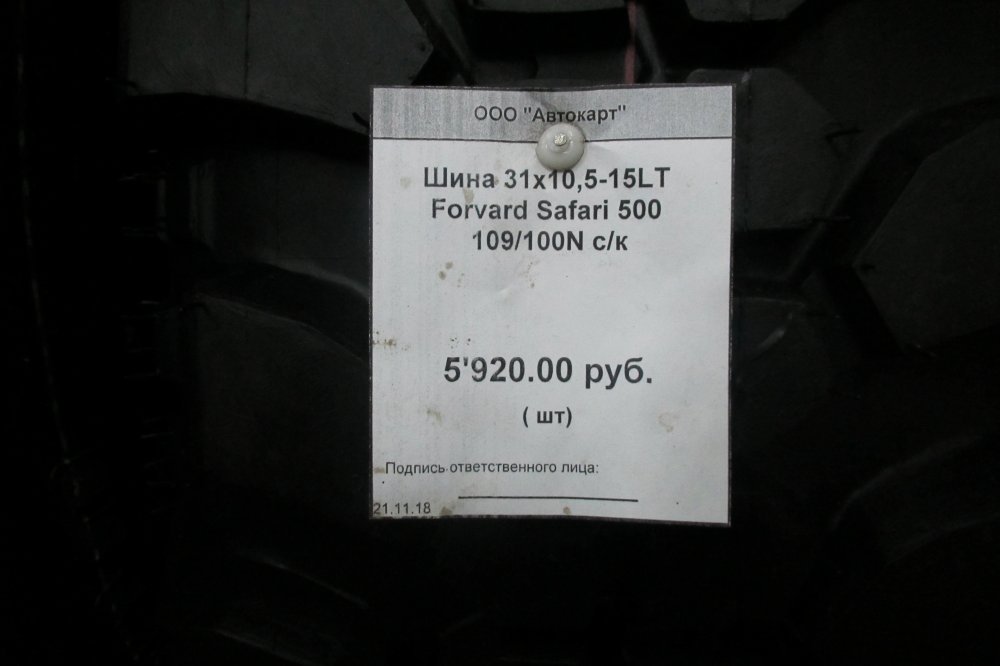 ООО "Автокарт"
Шина 31х10,5-15LT
Forvard Safari 500
109/100N с/к
5'920.00 руб.
( шт)
Подпись ответственного лица:
21.11.18